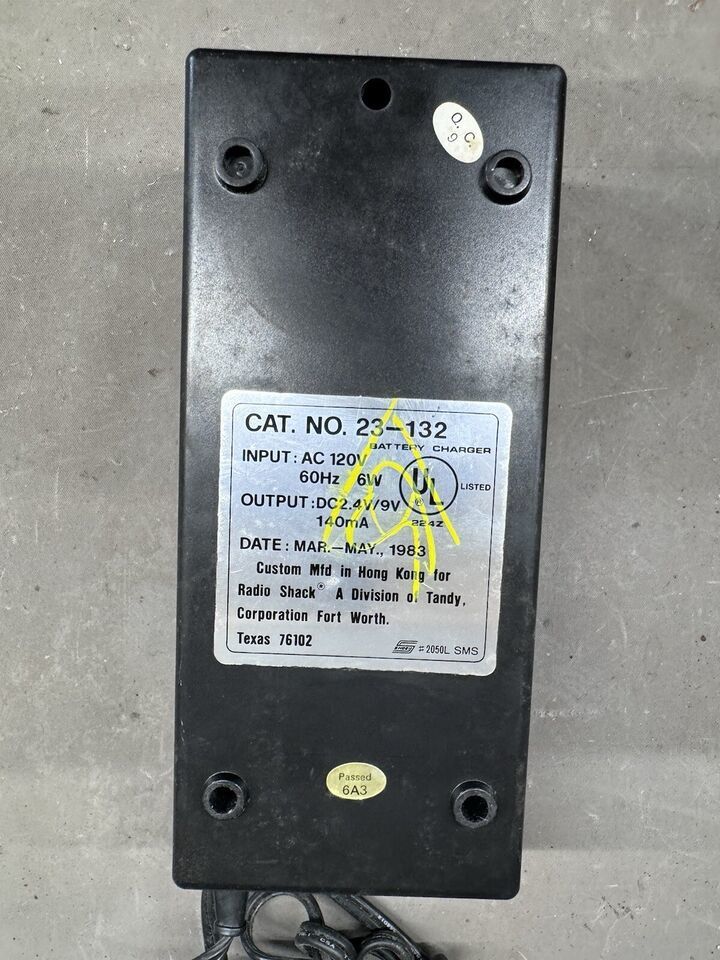 Q. C.
9
CAT. NO. 23-132
BATTERY CHARGER
INPUT: AC 120V
60Hz 6W
UL
®
LISTED
OUTPUT: DC2.4V/9V
140mA
224Z
DATE: MAR.-MAY., 1983
Custom Mfd in Hong Kong for
Radio Shack® A Division of Tandy,
Corporation Fort Worth.
Texas 76102
#2050L SMS
Passed
6A3